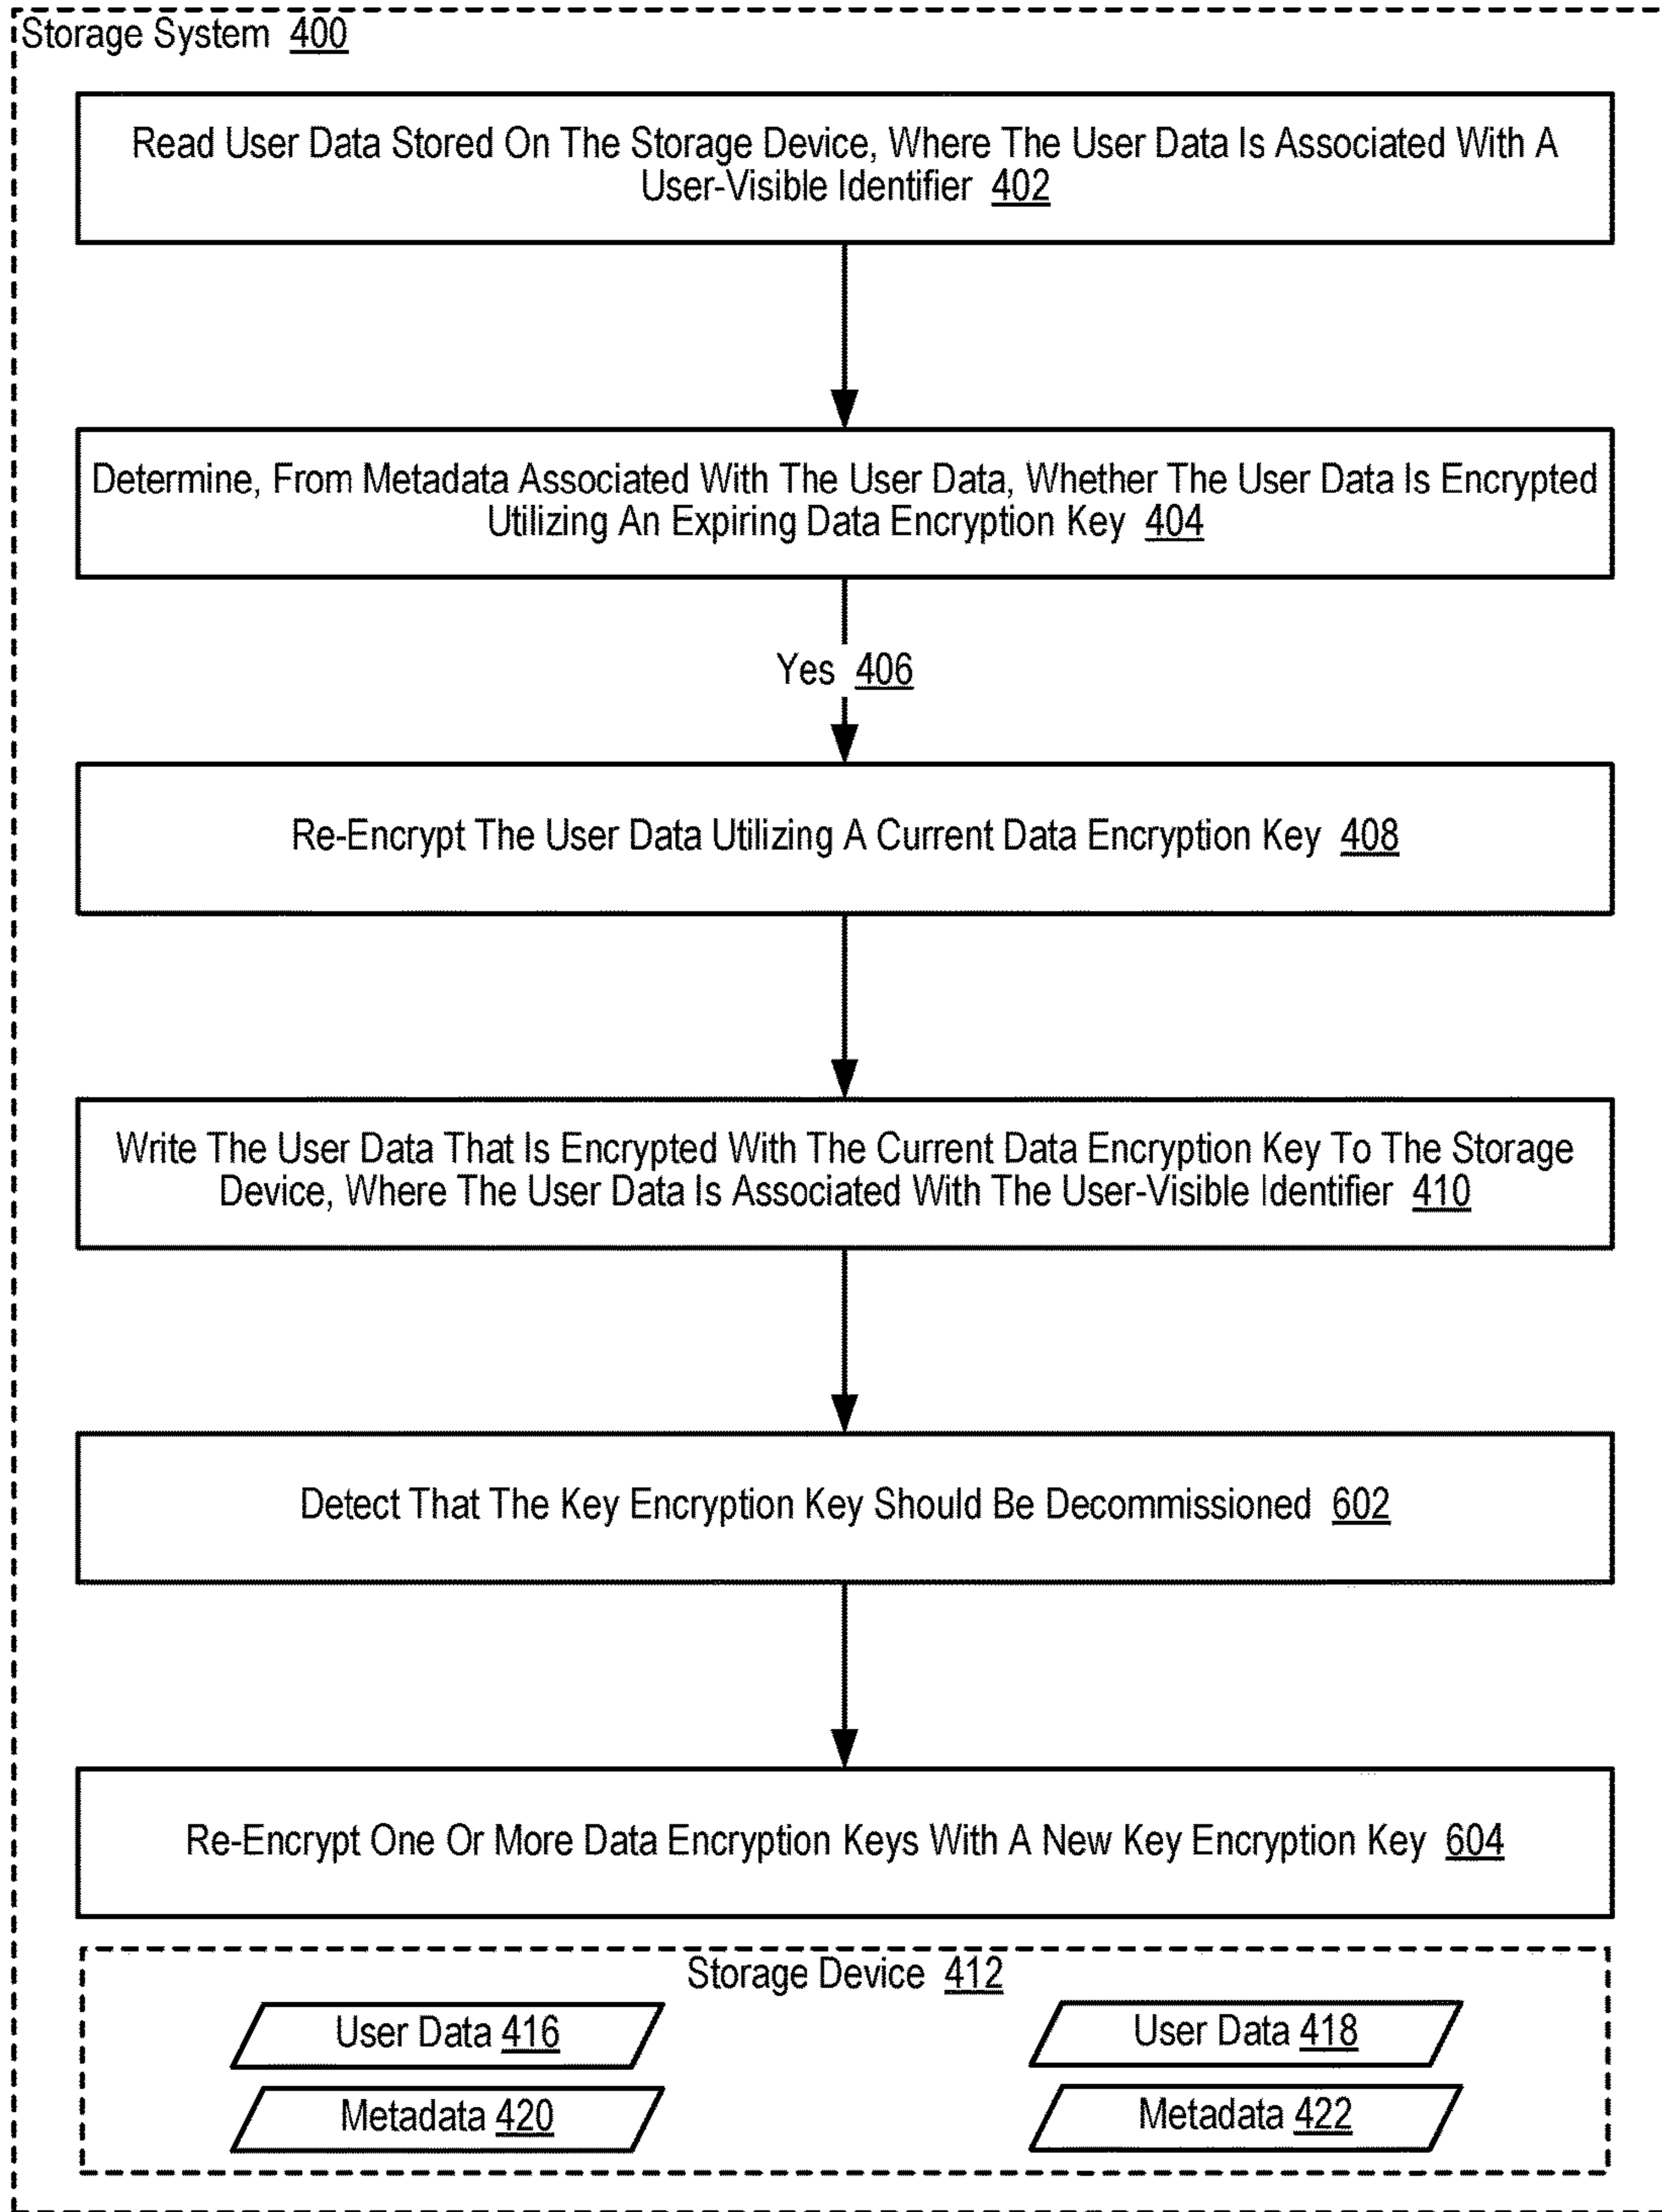 Storage System 400
Read User Data Stored On The Storage Device, Where The User Data Is Associated With A
User-Visible Identifier 402
Determine, From Metadata Associated With The User Data, Whether The User Data Is Encrypted
Utilizing An Expiring Data Encryption Key 404
Yes 406
Re-Encrypt The User Data Utilizing A Current Data Encryption Key 408
Write The User Data That Is Encrypted With The Current Data Encryption Key To The Storage
Device, Where The User Data Is Associated With The User-Visible Identifier 410
Detect That The Key Encryption Key Should Be Decommissioned 602
Re-Encrypt One Or More Data Encryption Keys With A New Key Encryption Key 604
Storage Device 412
User Data 416
User Data 418
Metadata 420
Metadata 422